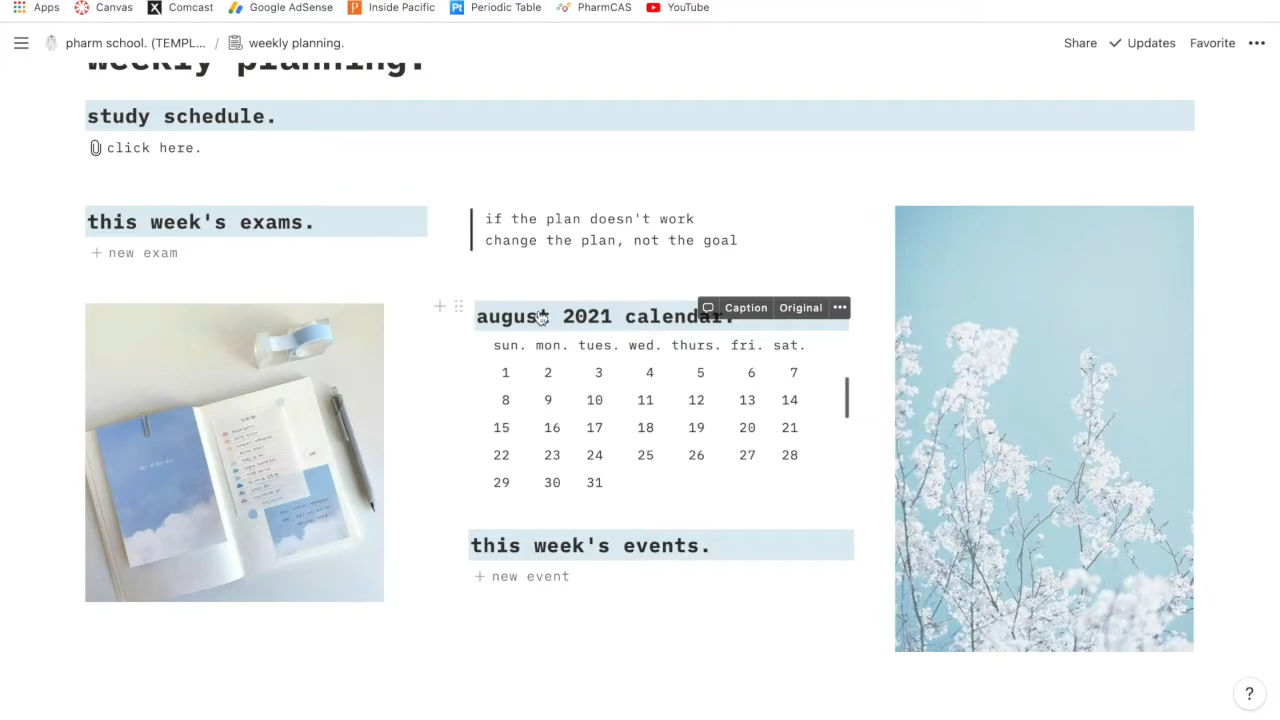 Apps Canvas Comcast Google AdSense Inside Pacific Periodic Table PharmCAS YouTube
pharm school. (TEMPL... / weekly planning. Share Updates Favorite
weekly planning.
study schedule.
click here.
this week's exams.
+ new exam
if the plan doesn't work
change the plan, not the goal
Caption Original
august 2021 calendar.
sun. mon. tues. wed. thurs. fri. sat.
1 2 3 4 5 6 7
8 9 10 11 12 13 14
15 16 17 18 19 20 21
22 23 24 25 26 27 28
29 30 31
this week's events.
+ new event
?